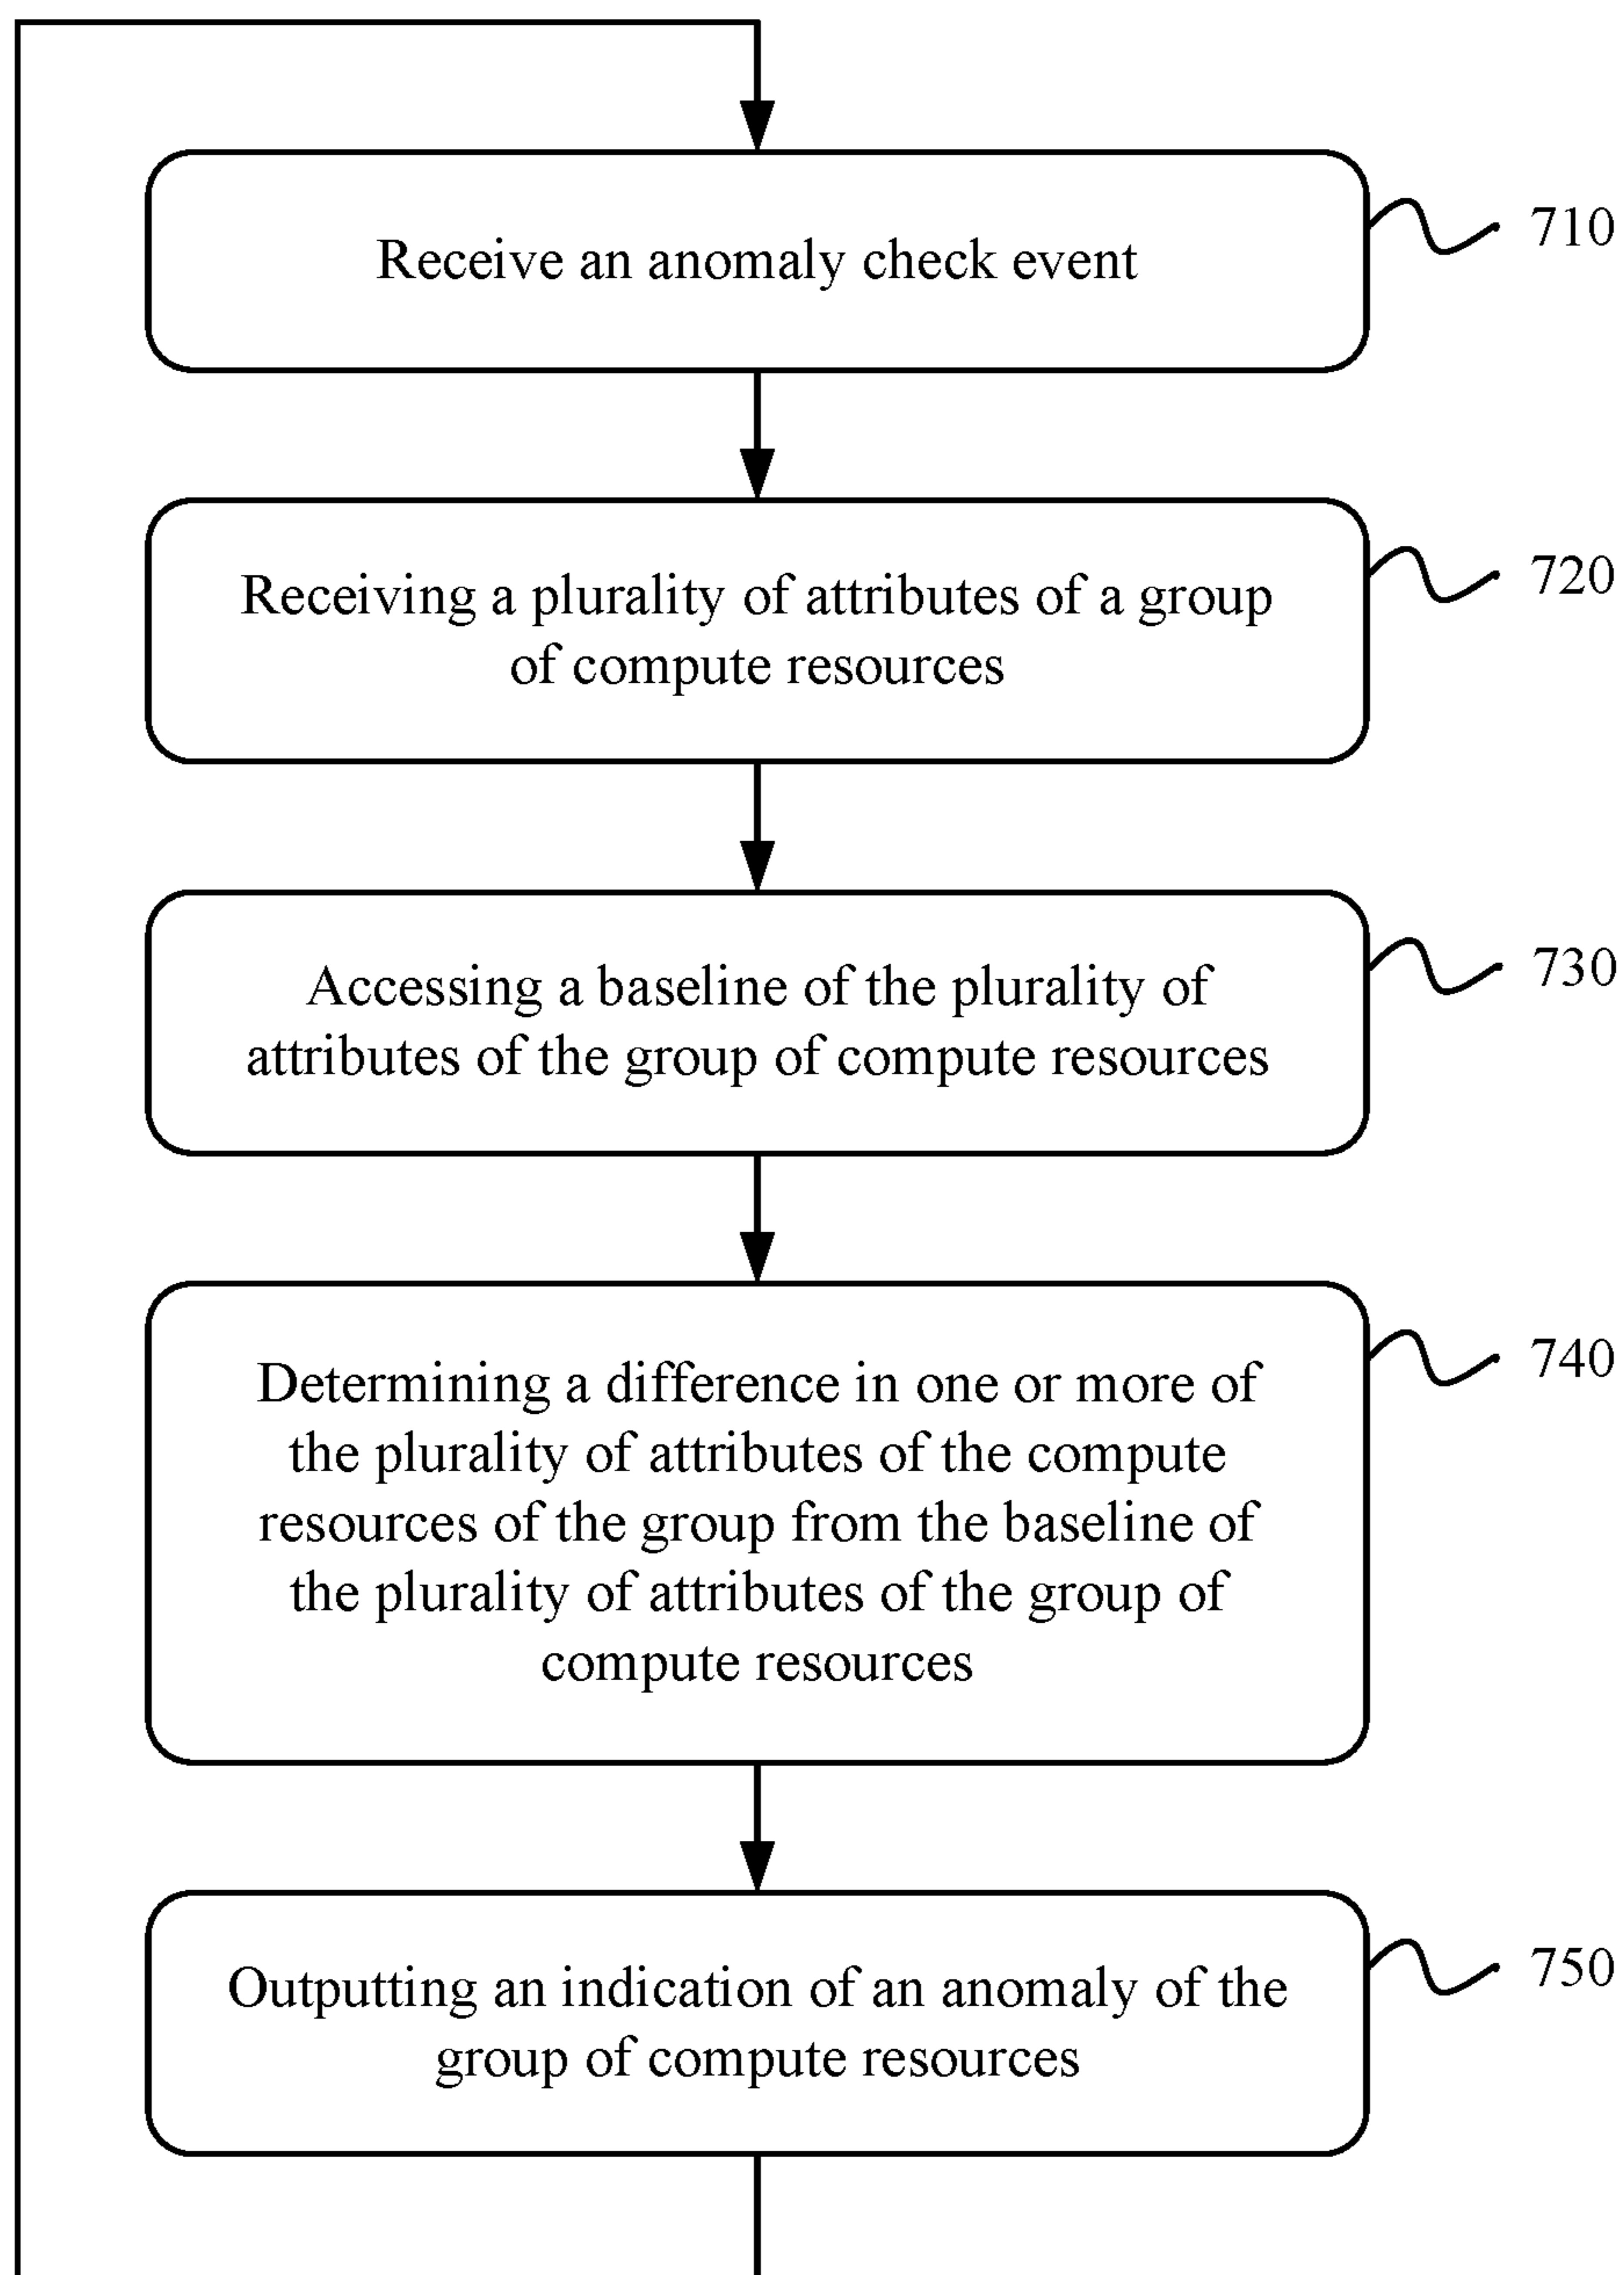 Receive an anomaly check event
710
Receiving a plurality of attributes of a group
of compute resources
720
Accessing a baseline of the plurality of
attributes of the group of compute resources
730
Determining a difference in one or more of
the plurality of attributes of the compute
resources of the group from the baseline of
the plurality of attributes of the group of
compute resources
740
Outputting an indication of an anomaly of the
group of compute resources
750